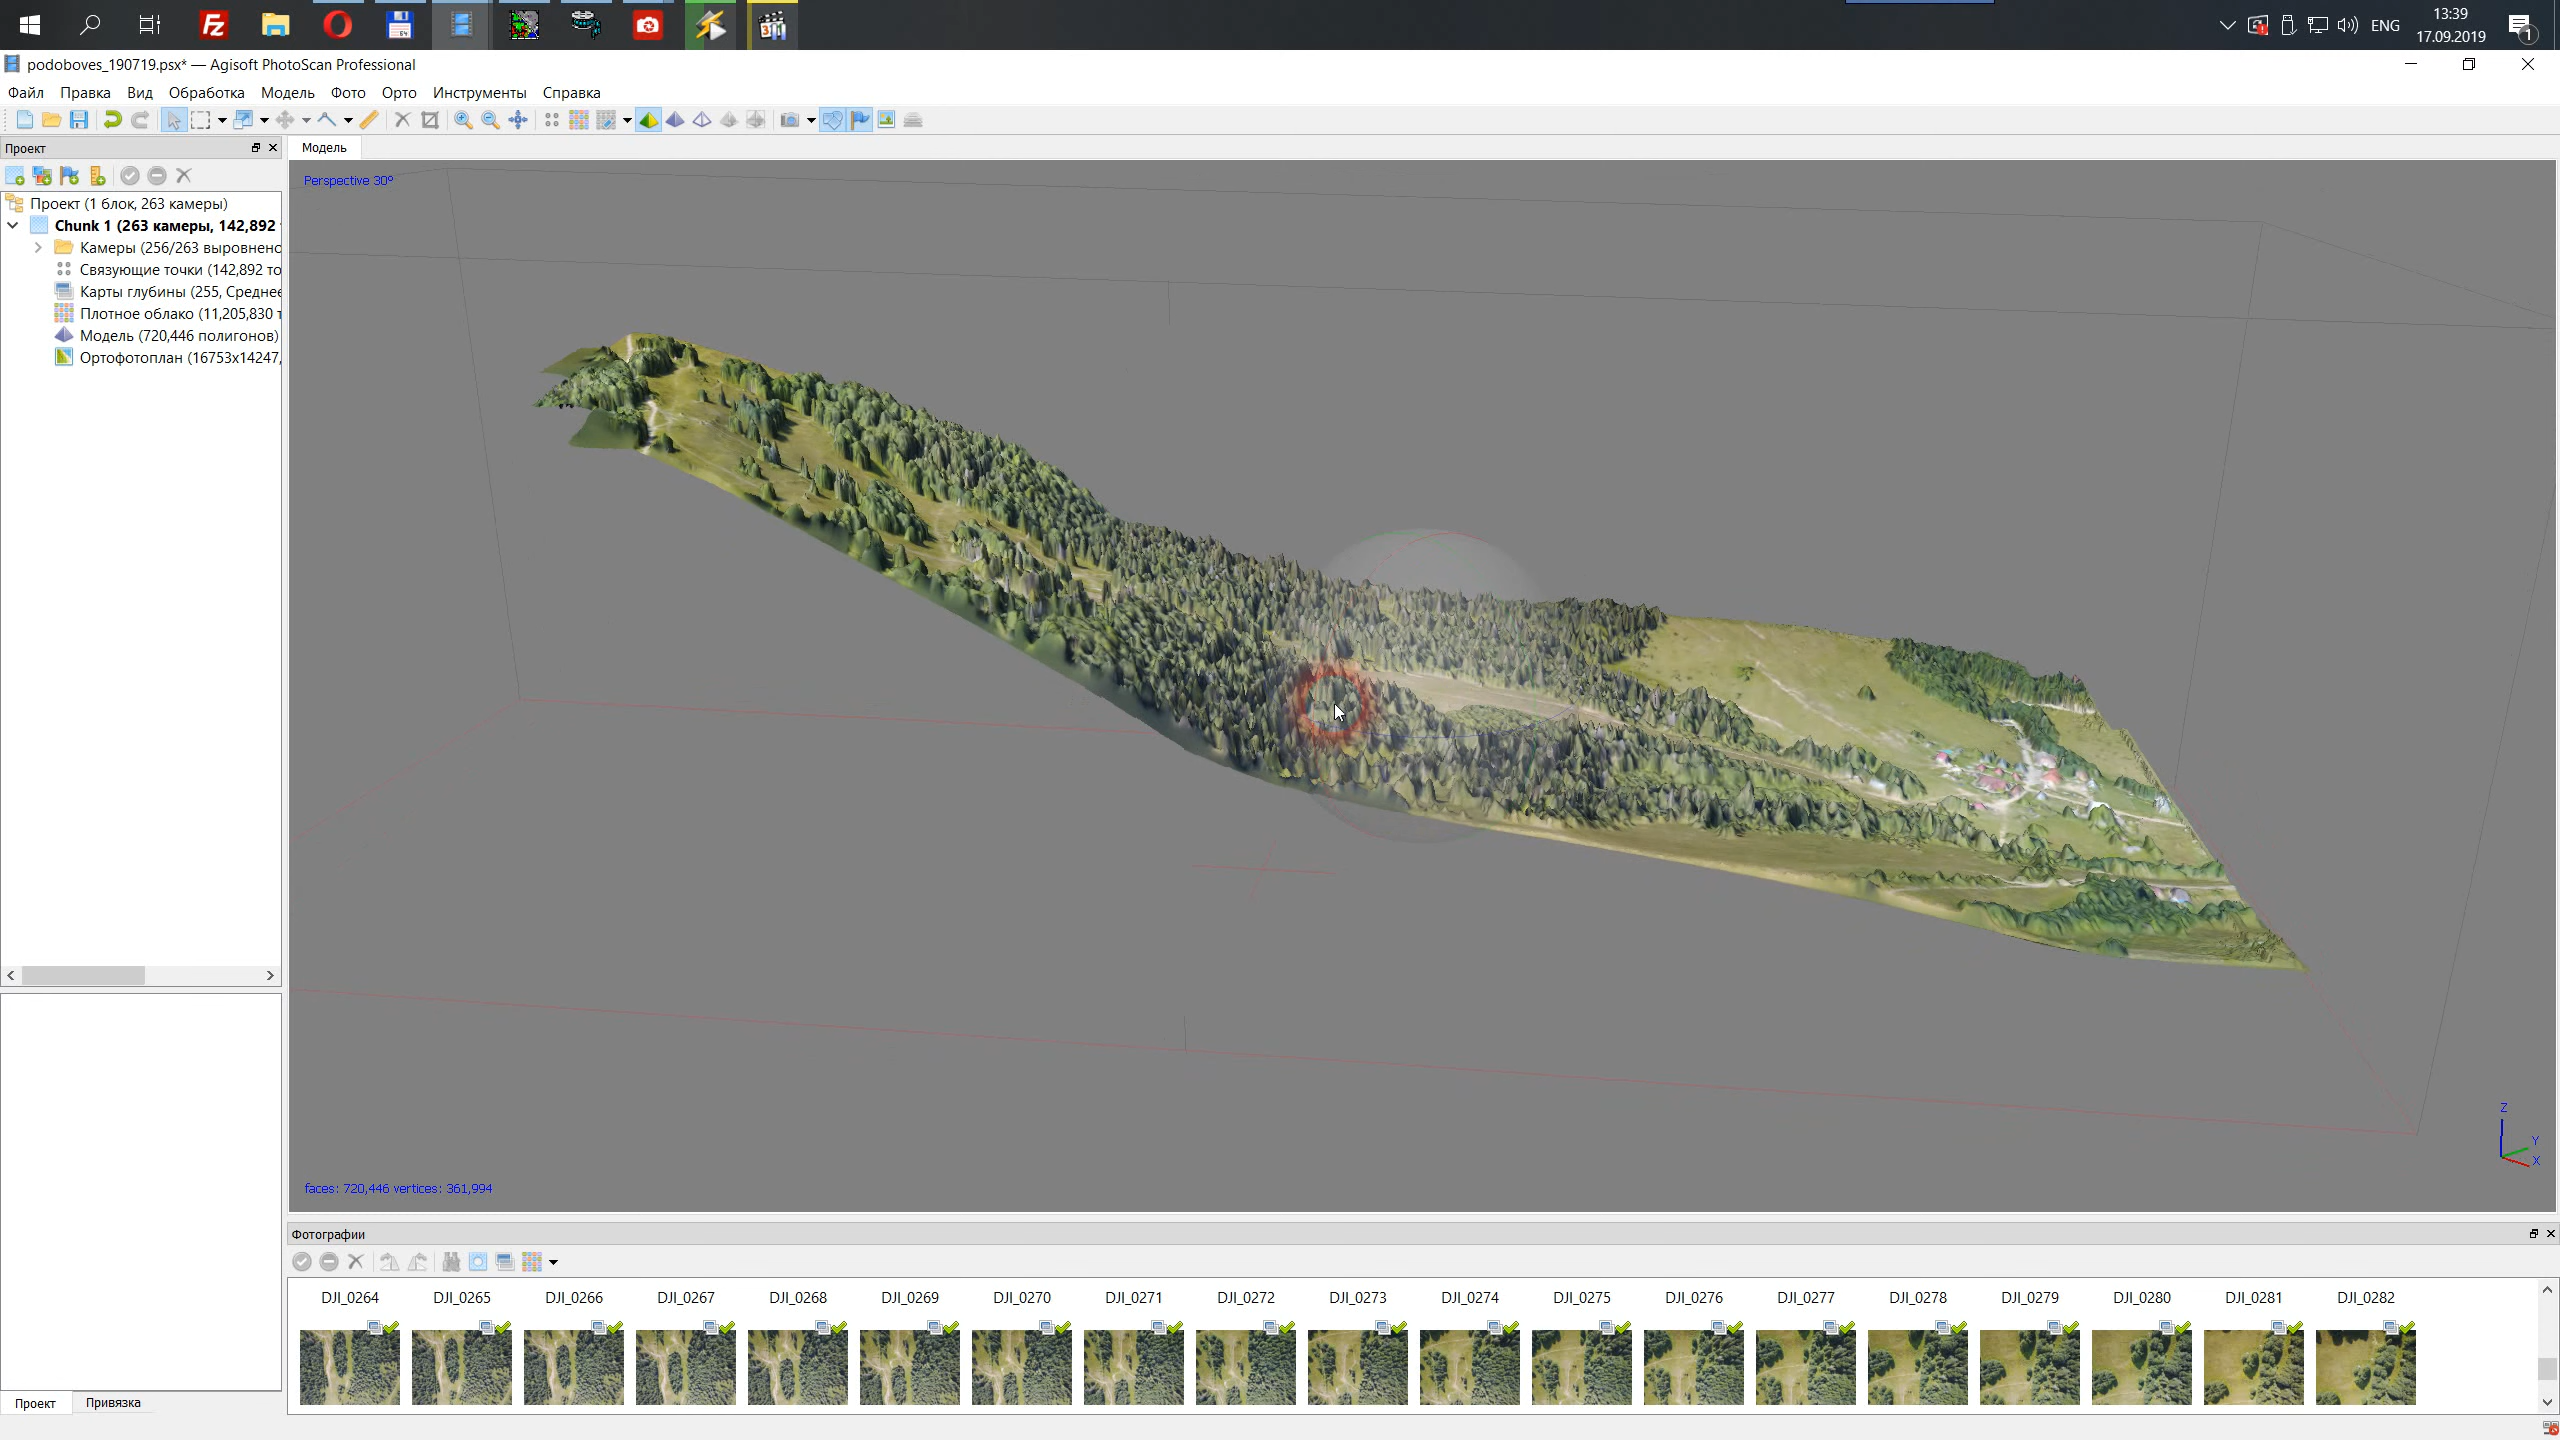 13:39
ENG
17.09.2019
1
podoboves_190719.psx* — Agisoft PhotoScan Professional
Файл Правка Вид Обработка Модель Фото Орто Инструменты Справка
Проект
Модель
Perspective 30°
Проект (1 блок, 263 камеры)
Chunk 1 (263 камеры, 142,892
Камеры (256/263 выровнено
Связующие точки (142,892 то
Карты глубины (255, Среднее
Плотное облако (11,205,830 т
Модель (720,446 полигонов)
Ортофотоплан (16753x14247,
Z
Y
X
faces: 720,446 vertices: 361,994
Фотографии
DJI_0264 DJI_0265 DJI_0266 DJI_0267 DJI_0268 DJI_0269 DJI_0270 DJI_0271 DJI_0272 DJI_0273 DJI_0274 DJI_0275 DJI_0276 DJI_0277 DJI_0278 DJI_0279 DJI_0280 DJI_0281 DJI_0282
Проект Привязка